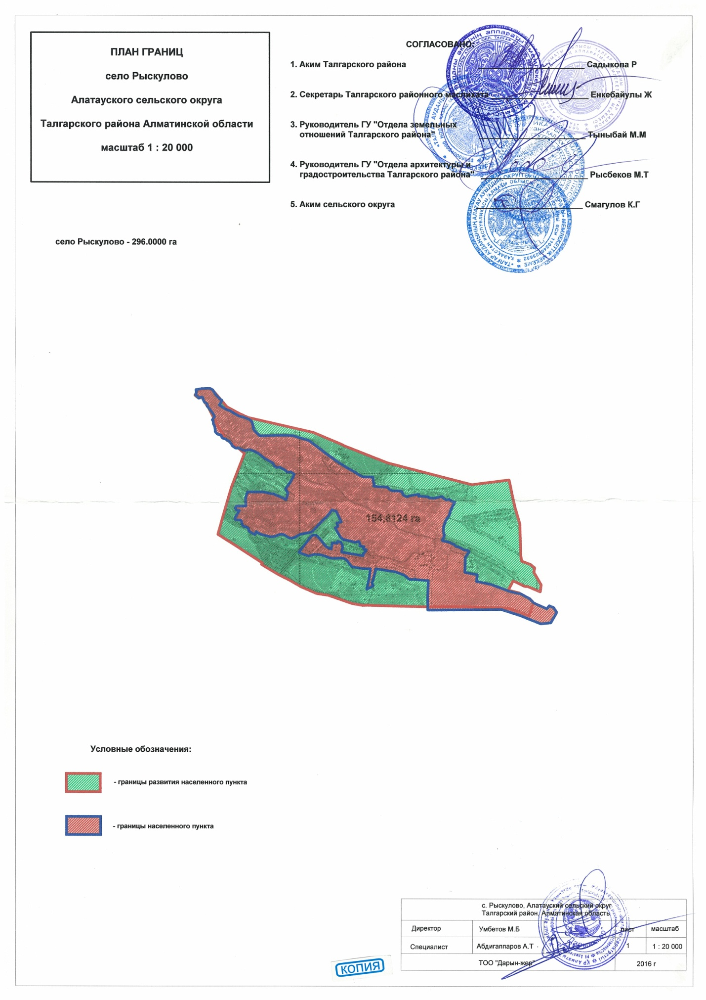 ПЛАН ГРАНИЦ
село Рыскулово
Алатауского сельского округа
Талгарского района Алматинской области
масштаб 1 : 20 000
СОГЛАСОВАНО:
1. Аким Талгарского района Садыкова Р
2. Секретарь Талгарского районного маслихата Енкебайулы Ж
3. Руководитель ГУ "Отдела земельных
отношений Талгарского района" Тыныбай М.М
4. Руководитель ГУ "Отдела архитектуры и
градостроительства Талгарского района" Рысбеков М.Т
5. Аким сельского округа Смагулов К.Г
село Рыскулово - 296.0000 га
154,8124 га
Условные обозначения:
- границы развития населенного пункта
- границы населенного пункта
с. Рыскулово, Алатауский сельский округ
Талгарский район, Алматинская область
Директор Умбетов М.Б лист масштаб
Специалист Абдигаппаров А.Т 1 1 : 20 000
ТОО "Дарын-жер" 2016 г
КОПИЯ